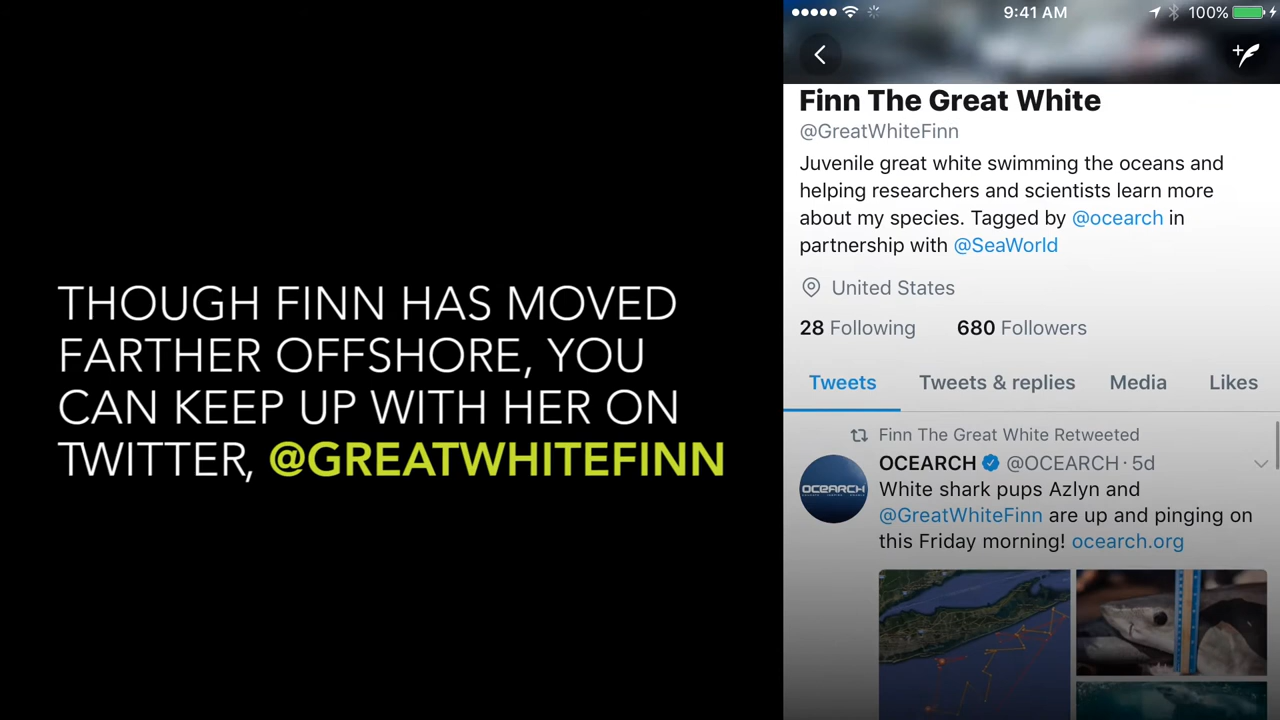 THOUGH FINN HAS MOVED
FARTHER OFFSHORE, YOU
CAN KEEP UP WITH HER ON
TWITTER, @GREATWHITEFINN
9:41 AM
100%
Finn The Great White
@GreatWhiteFinn
Juvenile great white swimming the oceans and
helping researchers and scientists learn more
about my species. Tagged by @ocearch in
partnership with @SeaWorld
United States
28 Following 680 Followers
Tweets Tweets & replies Media Likes
Finn The Great White Retweeted
OCEARCH @OCEARCH · 5d
White shark pups Azlyn and
@GreatWhiteFinn are up and pinging on
this Friday morning! ocearch.org
OCEARCH